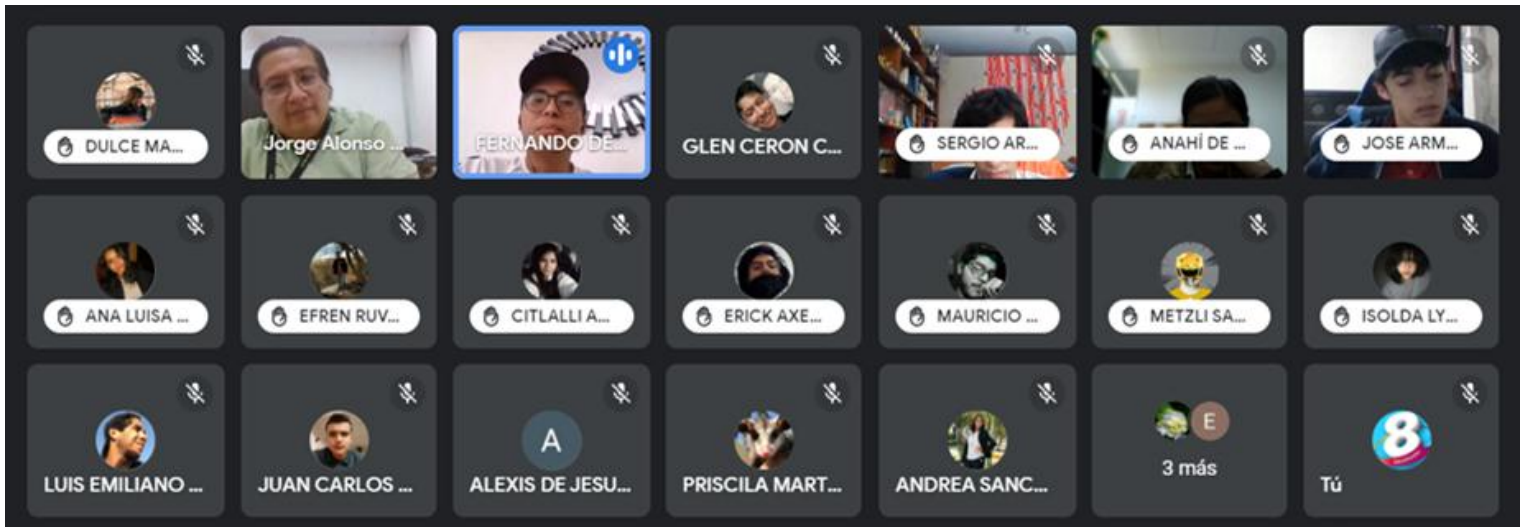 DULCE MA...
Jorge Alonso ...
FERNANDO DE...
GLEN CERON C...
SERGIO AR...
ANAHÍ DE ...
JOSE ARM...
ANA LUISA ...
EFREN RUV...
CITLALLI A...
ERICK AXE...
MAURICIO ...
METZLI SA...
ISOLDA LY...
LUIS EMILIANO ...
JUAN CARLOS ...
A
ALEXIS DE JESU...
PRISCILA MART...
ANDREA SANC...
E
3 más
8
Tú